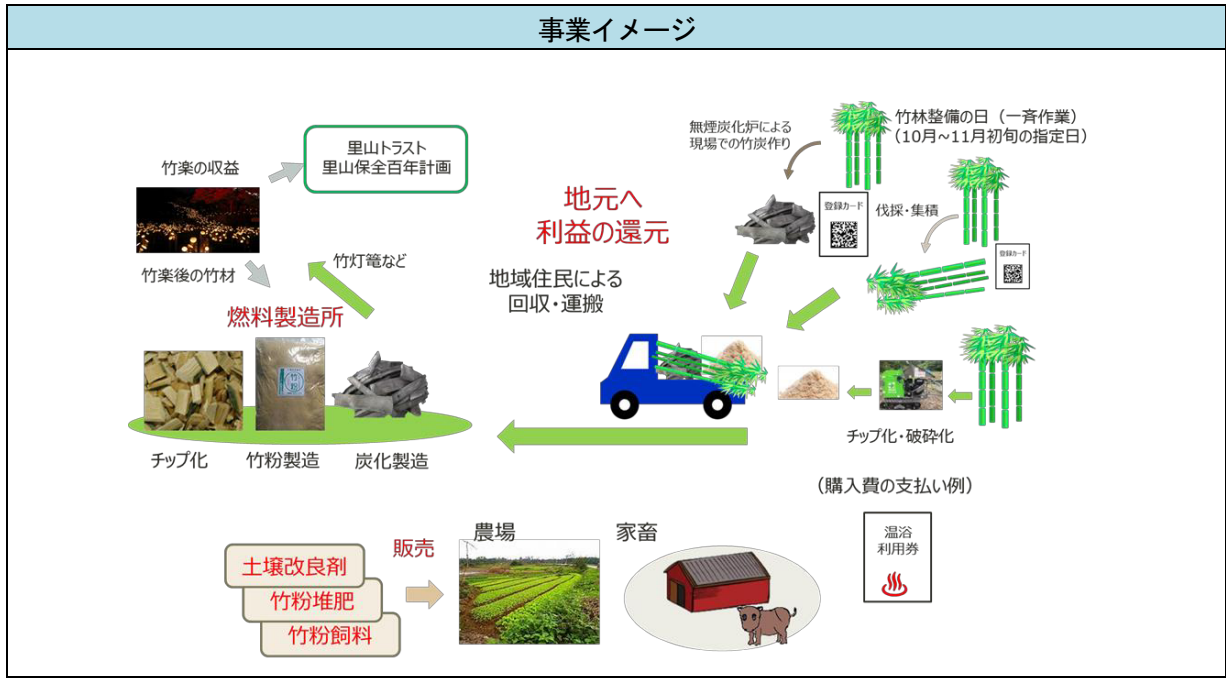 事業イメージ
竹楽の収益
里山トラスト
里山保全百年計画
竹楽後の竹材
竹灯篭など
燃料製造所
チップ化
竹粉製造
炭化製造
竹粉
地元へ
利益の還元
地域住民による
回収・運搬
無煙炭化炉による
現場での竹炭作り
竹林整備の日（一斉作業）
（10月~11月初旬の指定日）
登録カード
伐採・集積
登録カード
チップ化・破砕化
（購入費の支払い例）
温浴
利用券
土壌改良剤
竹粉堆肥
竹粉飼料
販売
農場
家畜